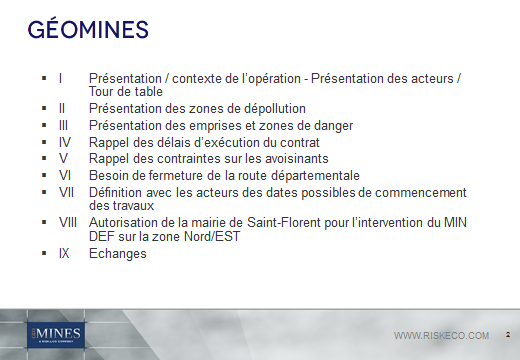 GÉOMINES
▪ I Présentation / contexte de l'opération - Présentation des acteurs /
Tour de table
▪ II Présentation des zones de dépollution
▪ III Présentation des emprises et zones de danger
▪ IV Rappel des délais d'exécution du contrat
▪ V Rappel des contraintes sur les avoisinants
▪ VI Besoin de fermeture de la route départementale
▪ VII Définition avec les acteurs des dates possibles de commencement
des travaux
▪ VIII Autorisation de la mairie de Saint-Florent pour l'intervention du MIN
DEF sur la zone Nord/EST
▪ IX Echanges
GEO MINES
WWW.RISKECO.COM 2